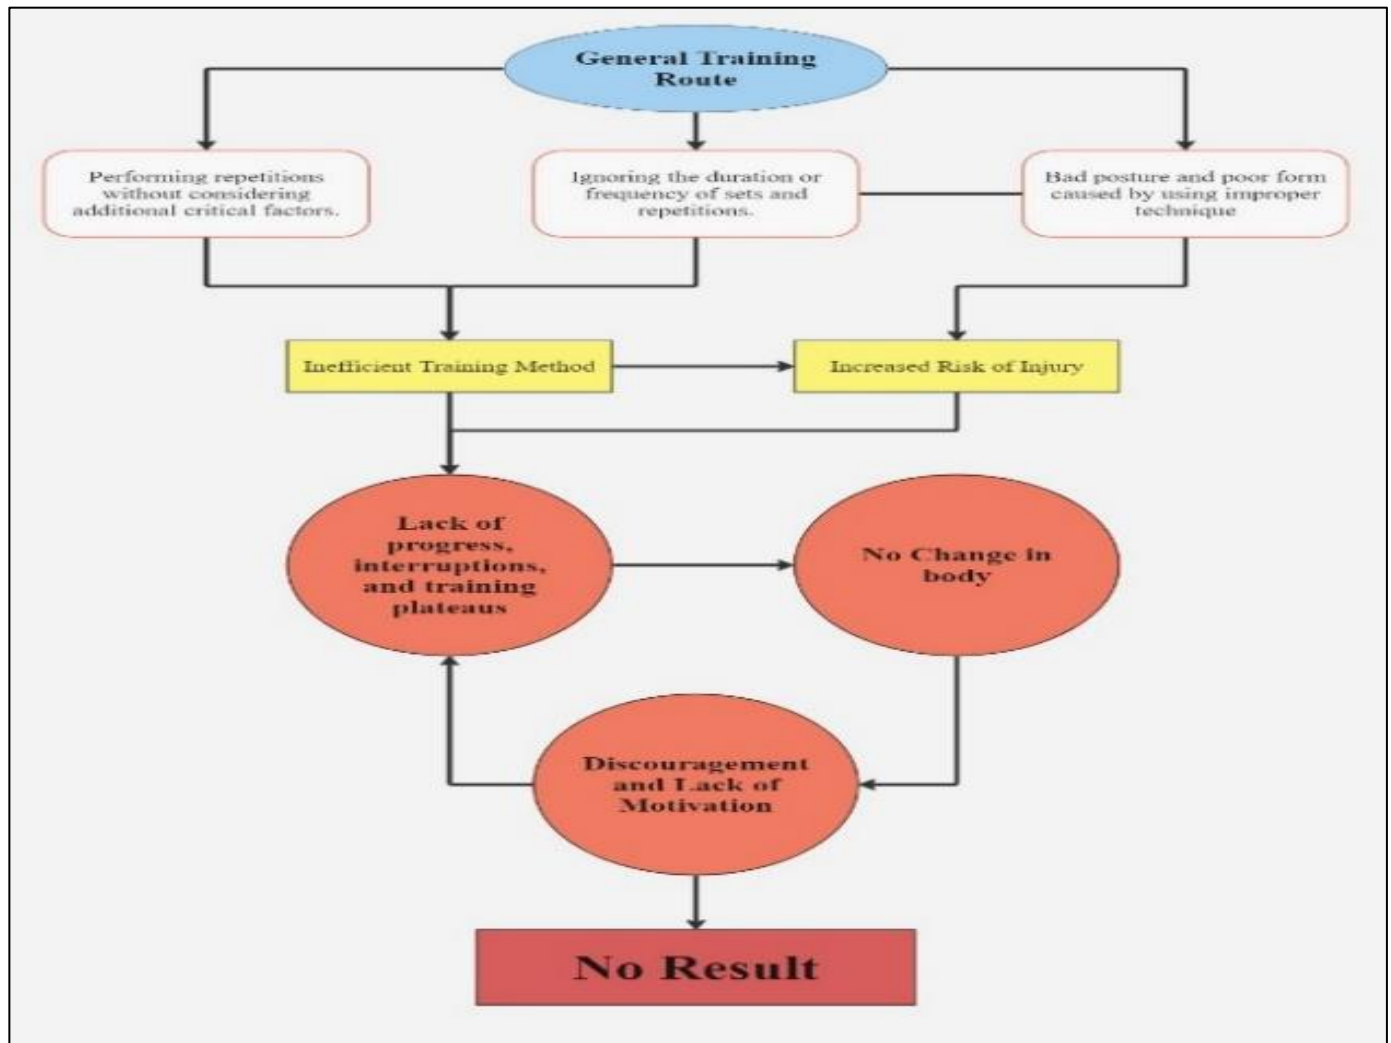 General Training
Route
Performing repetitions
without considering
additional critical factors.
Ignoring the duration or
frequency of sets and
repetitions.
Bad posture and poor form
caused by using improper
technique
Inefficient Training Method
Increased Risk of Injury
Lack of
progress,
interruptions,
and training
plateaus
No Change in
body
Discouragement
and Lack of
Motivation
No Result